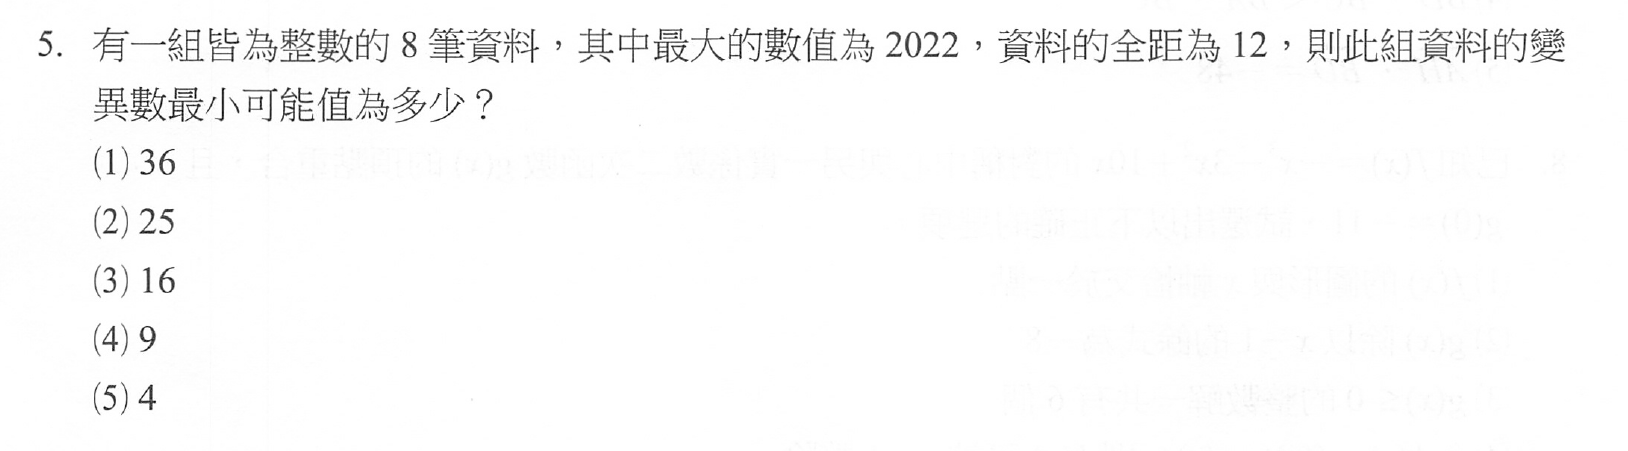 5. 有一組皆為整數的 8 筆資料，其中最大的數值為 2022，資料的全距為 12，則此組資料的變
異數最小可能值為多少？
(1) 36
(2) 25
(3) 16
(4) 9
(5) 4